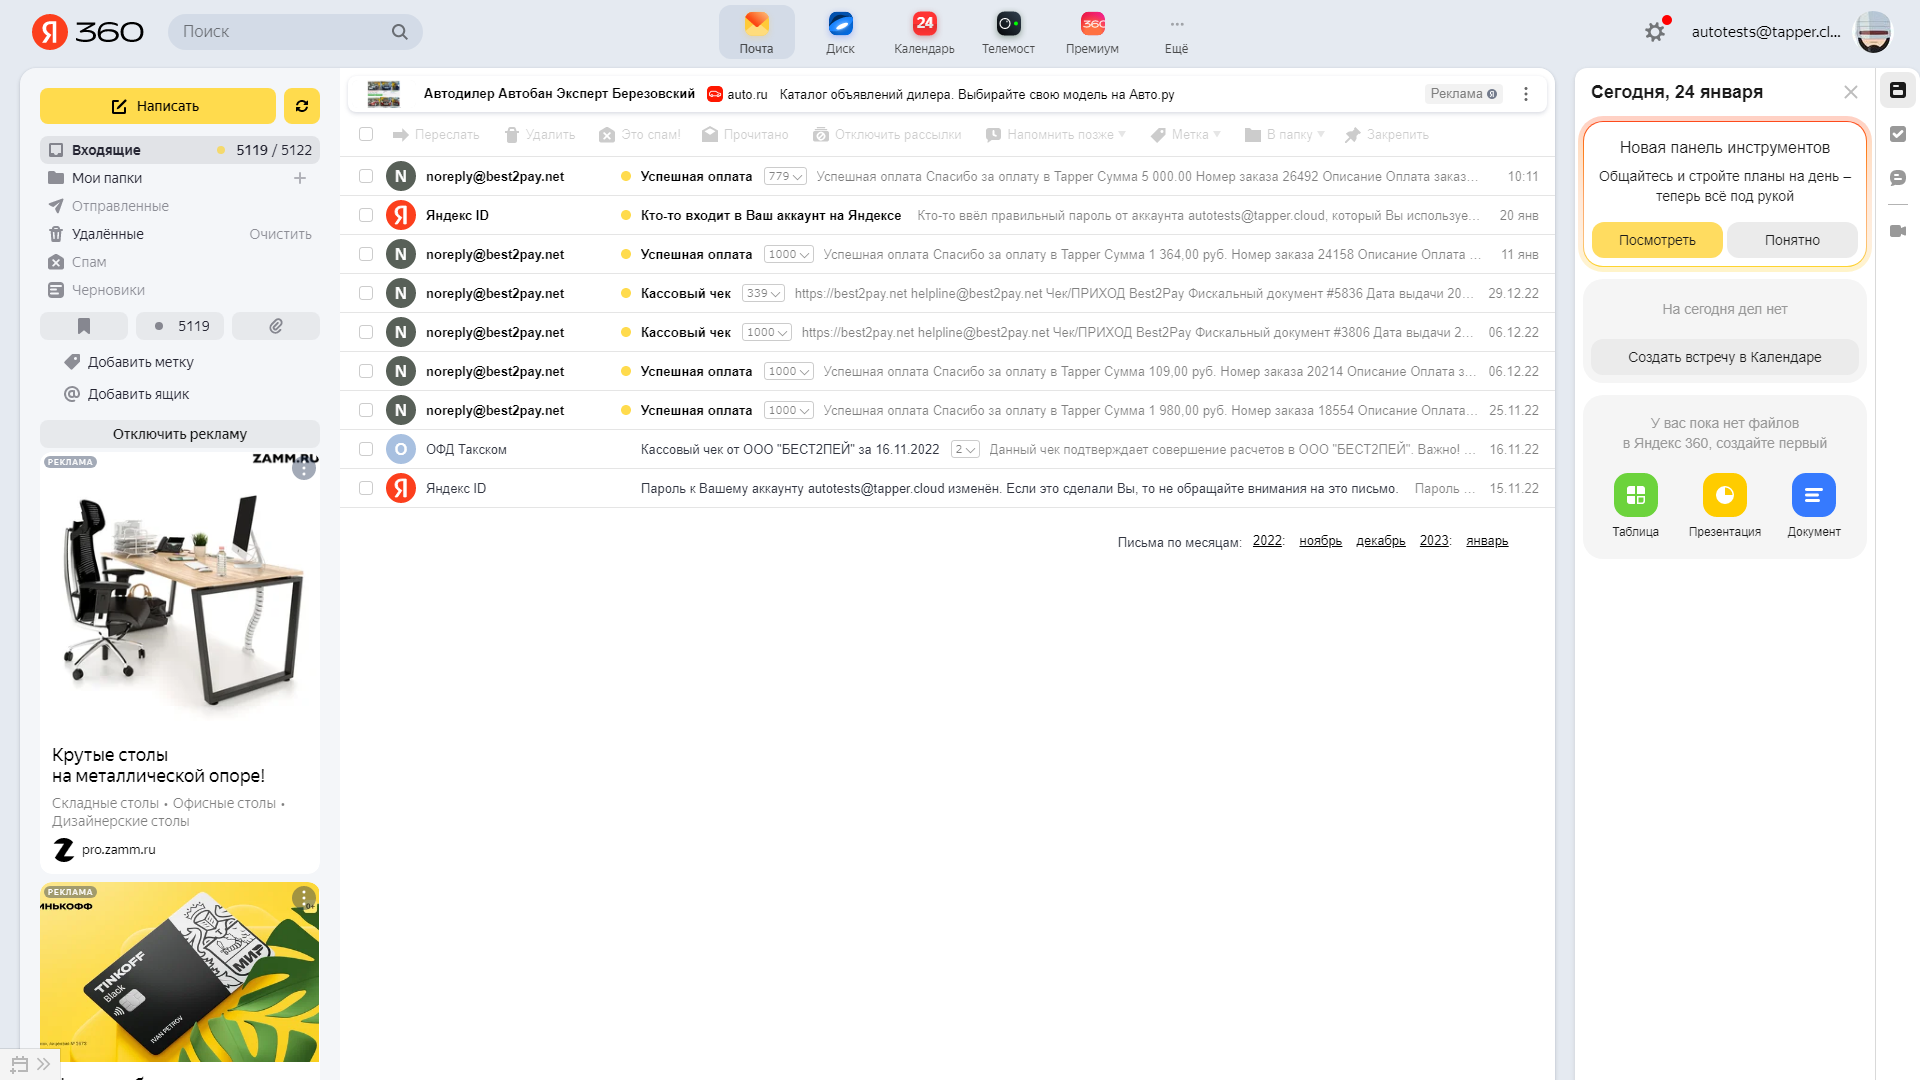 Я 360
Поиск
Почта
Диск
24
Календарь
Телемост
360
Премиум
Ещё
autotests@tapper.cl...
Написать
Входящие 5119 / 5122
Мои папки
Отправленные
Удалённые Очистить
Спам
Черновики
5119
Добавить метку
Добавить ящик
Отключить рекламу
РЕКЛАМА
ZAMM.RU
Крутые столы
на металлической опоре!
Складные столы • Офисные столы •
Дизайнерские столы
pro.zamm.ru
РЕКЛАМА
ИНЬКОФФ
TINKOFF
Black
МИР
IVAN PETROV
Автодилер Автобан Эксперт Березовский auto.ru Каталог объявлений дилера. Выбирайте свою модель на Авто.ру Реклама
Переслать Удалить Это спам! Прочитано Отключить рассылки Напомнить позже Метка В папку Закрепить
N noreply@best2pay.net Успешная оплата 779 Успешная оплата Спасибо за оплату в Tapper Сумма 5 000.00 Номер заказа 26492 Описание Оплата заказ... 10:11
Я Яндекс ID Кто-то входит в Ваш аккаунт на Яндексе Кто-то ввёл правильный пароль от аккаунта autotests@tapper.cloud, который Вы используе... 20 янв
N noreply@best2pay.net Успешная оплата 1000 Успешная оплата Спасибо за оплату в Tapper Сумма 1 364,00 руб. Номер заказа 24158 Описание Оплата ... 11 янв
N noreply@best2pay.net Кассовый чек 339 https://best2pay.net helpline@best2pay.net Чек/ПРИХОД Best2Pay Фискальный документ #5836 Дата выдачи 20... 29.12.22
N noreply@best2pay.net Кассовый чек 1000 https://best2pay.net helpline@best2pay.net Чек/ПРИХОД Best2Pay Фискальный документ #3806 Дата выдачи 2... 06.12.22
N noreply@best2pay.net Успешная оплата 1000 Успешная оплата Спасибо за оплату в Tapper Сумма 109,00 руб. Номер заказа 20214 Описание Оплата з... 06.12.22
N noreply@best2pay.net Успешная оплата 1000 Успешная оплата Спасибо за оплату в Tapper Сумма 1 980,00 руб. Номер заказа 18554 Описание Оплата... 25.11.22
О ОФД Такском Кассовый чек от ООО "БЕСТ2ПЕЙ" за 16.11.2022 2 Данный чек подтверждает совершение расчетов в ООО "БЕСТ2ПЕЙ". Важно! ... 16.11.22
Я Яндекс ID Пароль к Вашему аккаунту autotests@tapper.cloud изменён. Если это сделали Вы, то не обращайте внимания на это письмо. Пароль ... 15.11.22
Письма по месяцам: 2022: ноябрь декабрь 2023: январь
Сегодня, 24 января
Новая панель инструментов
Общайтесь и стройте планы на день –
теперь всё под рукой
Посмотреть Понятно
На сегодня дел нет
Создать встречу в Календаре
У вас пока нет файлов
в Яндекс 360, создайте первый
Таблица Презентация Документ